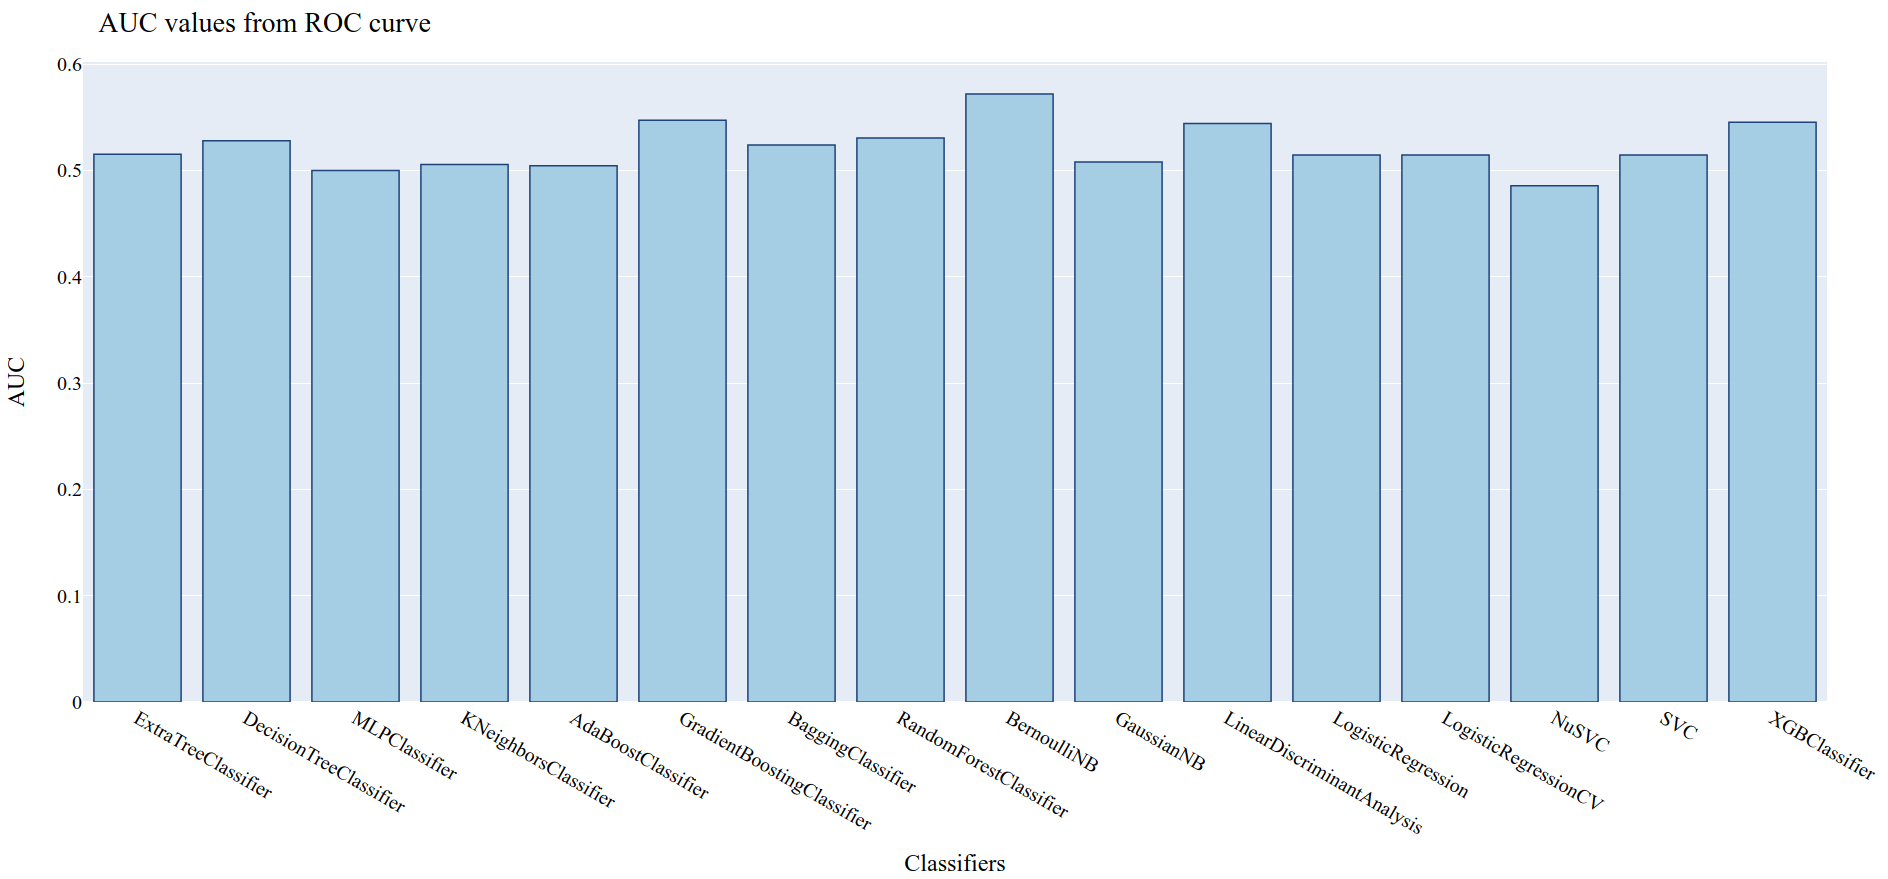 AUC values from ROC curve
0.6
0.5
0.4
0.3
0.2
0.1
0
AUC
ExtraTreeClassifier
DecisionTreeClassifier
MLPClassifier
KNeighborsClassifier
AdaBoostClassifier
GradientBoostingClassifier
BaggingClassifier
RandomForestClassifier
BernoulliNB
GaussianNB
LinearDiscriminantAnalysis
LogisticRegression
LogisticRegressionCV
NuSVC
SVC
XGBClassifier
Classifiers